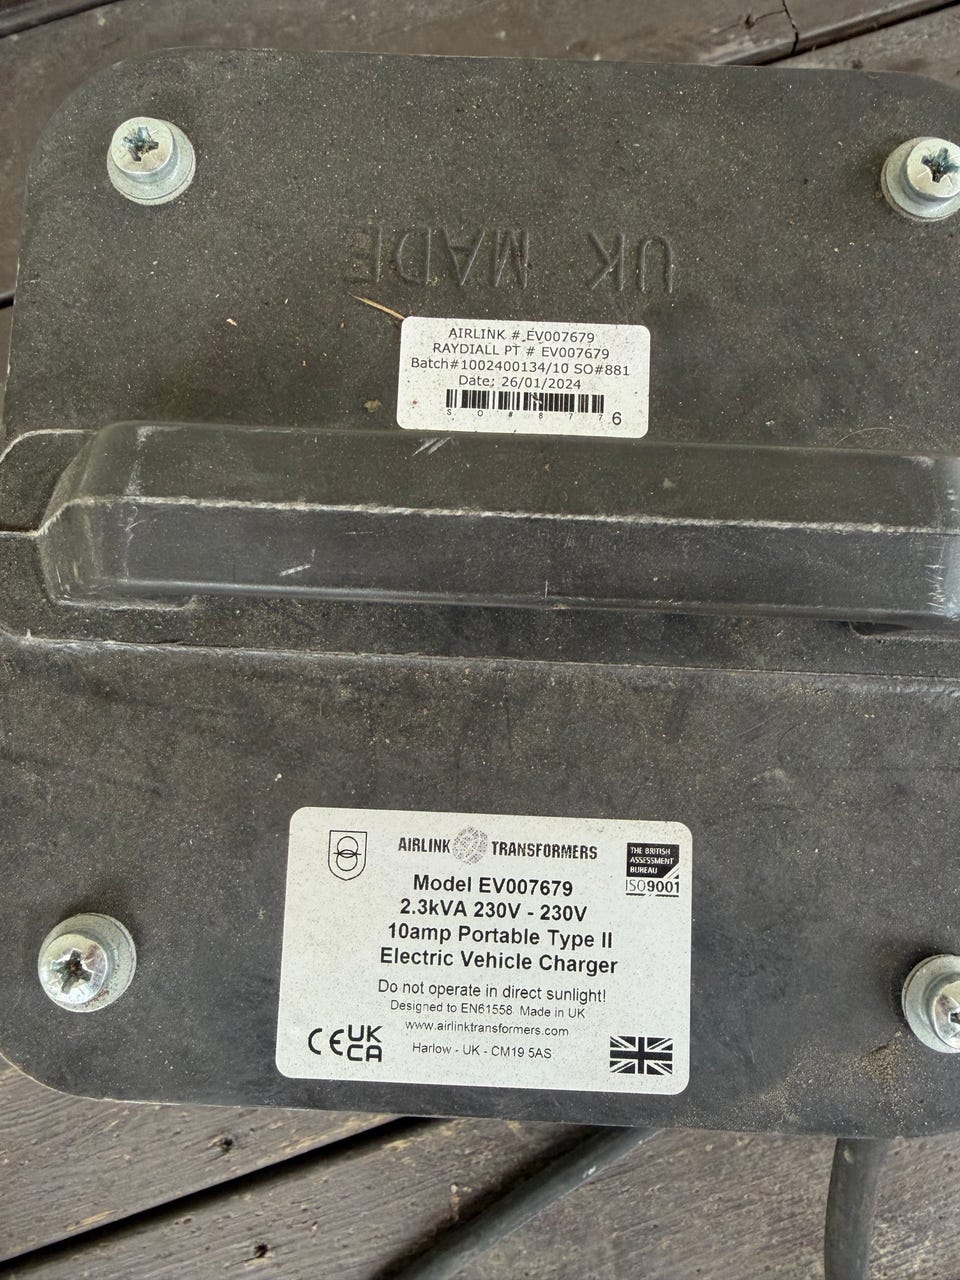 UK MADE
AIRLINK # EV007679
RAYDIALL PT # EV007679
Batch#1002400134/10 SO#881
Date: 26/01/2024
SO#8776
AIRLINK TRANSFORMERS
THE BRITISH
ASSESSMENT
BUREAU
ISO9001
Model EV007679
2.3kVA 230V - 230V
10amp Portable Type II
Electric Vehicle Charger
Do not operate in direct sunlight!
Designed to EN61558 Made in UK
www.airlinktransformers.com
Harlow - UK - CM19 5AS
CE UK
CA